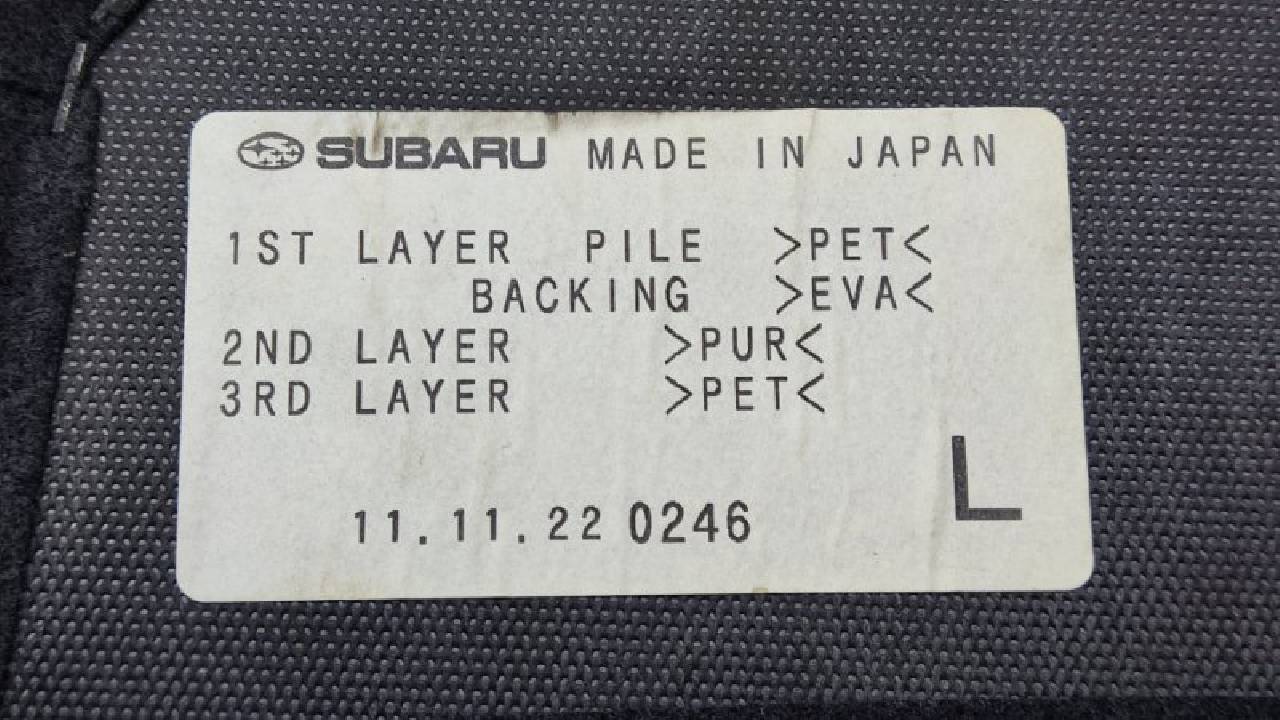 SUBARU MADE IN JAPAN
1ST LAYER PILE >PET<
BACKING >EVA<
2ND LAYER >PUR<
3RD LAYER >PET<
L
11.11.22 0246